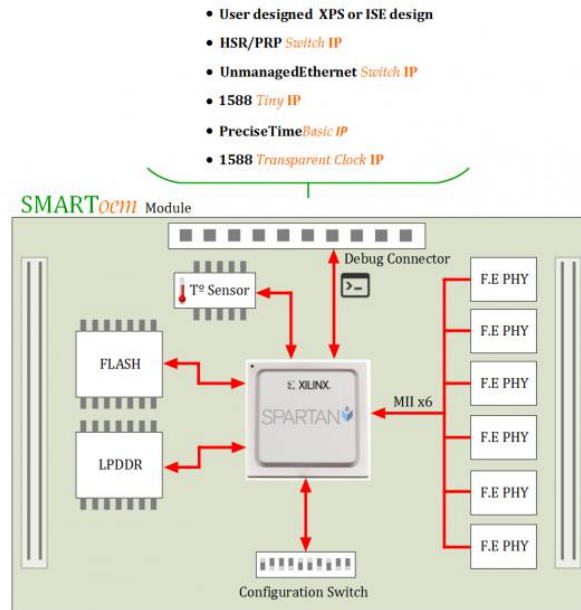 • User designed XPS or ISE design
• HSR/PRP Switch IP
• UnmanagedEthernet Switch IP
• 1588 Tiny IP
• PreciseTimeBasic IP
• 1588 Transparent Clock IP
SMARToem Module
Debug Connector
Tº Sensor
F.E PHY
F.E PHY
FLASH
F.E PHY
XILINX
SPARTAN
MII x6
F.E PHY
LPDDR
F.E PHY
F.E PHY
Configuration Switch